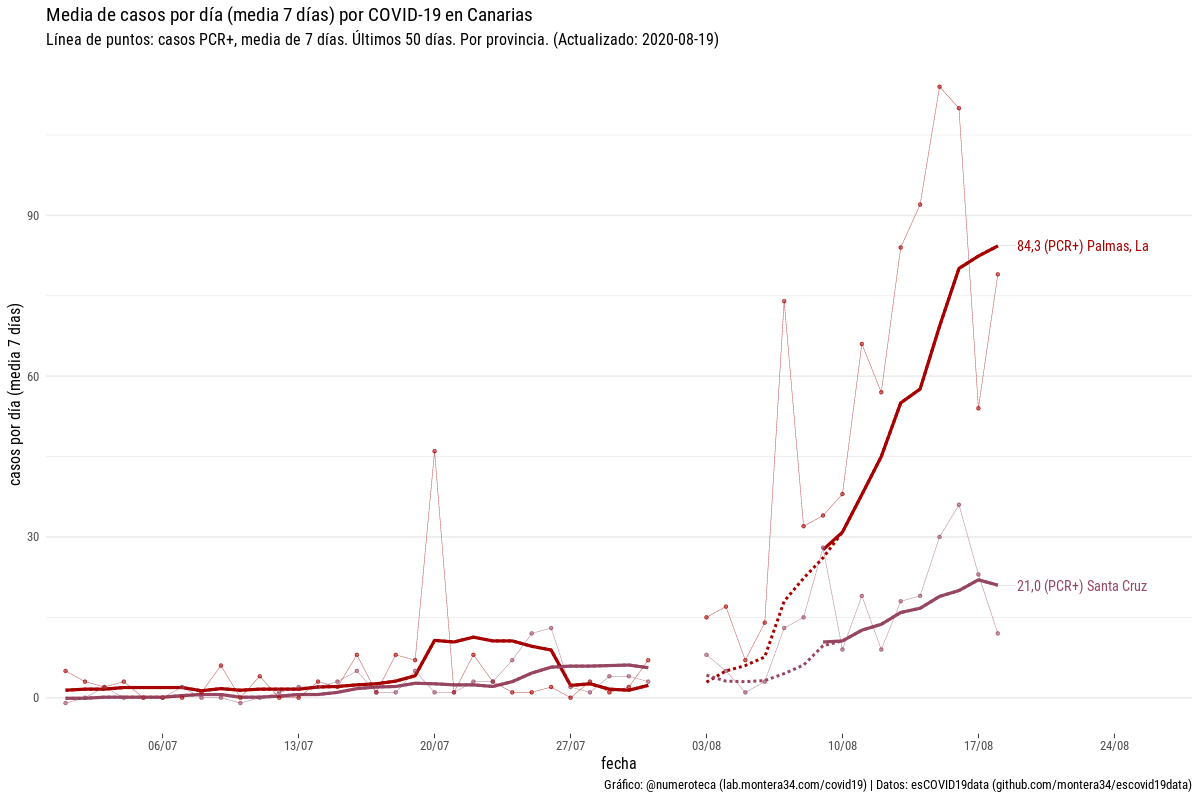 Media de casos por día (media 7 días) por COVID-19 en Canarias
Línea de puntos: casos PCR+, media de 7 días. Últimos 50 días. Por provincia. (Actualizado: 2020-08-19)
casos por día (media 7 días)
90
60
30
0
84,3 (PCR+) Palmas, La
21,0 (PCR+) Santa Cruz
06/07
13/07
20/07
27/07
03/08
10/08
17/08
24/08
fecha
Gráfico: @numeroteca (lab.montera34.com/covid19) | Datos: esCOVID19data (github.com/montera34/escovid19data)